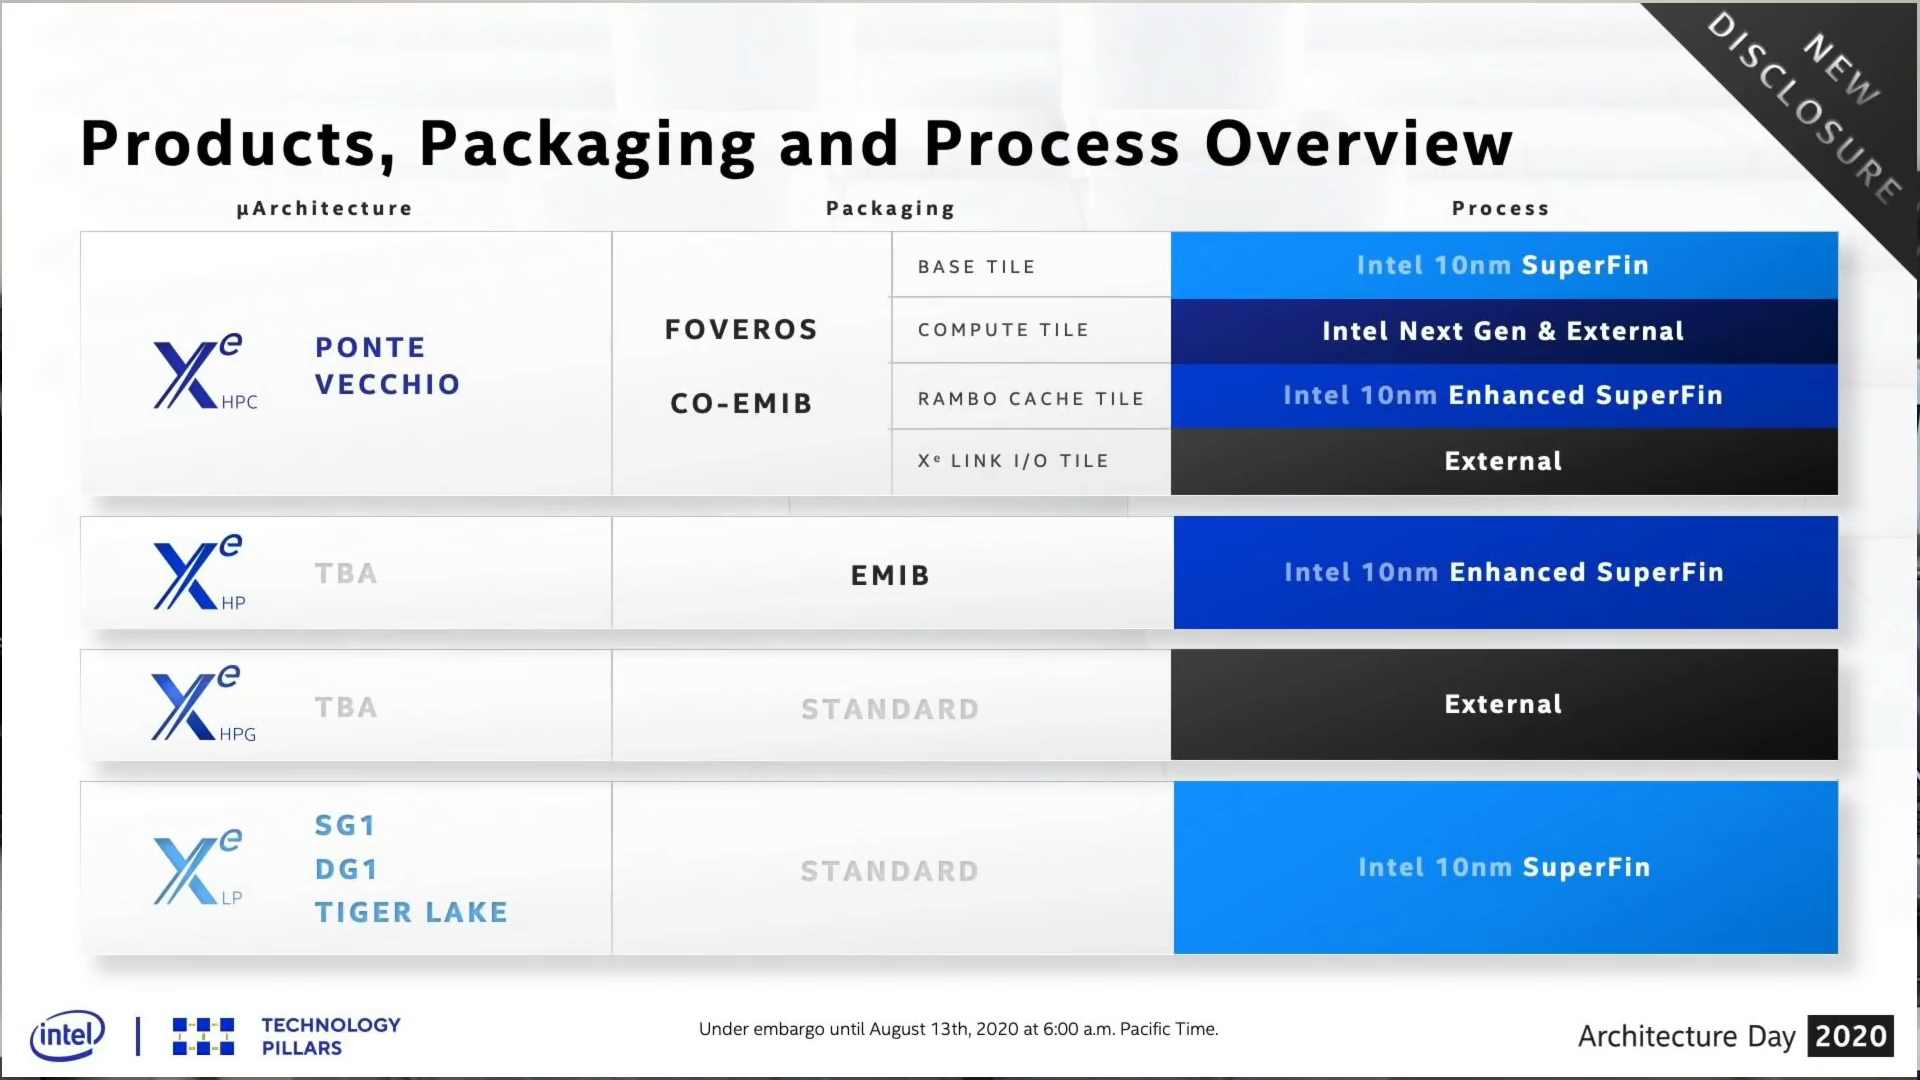 NEW
DISCLOSURE
Products, Packaging and Process Overview
µArchitecture
Packaging
Process
Xe HPC
PONTE
VECCHIO
FOVEROS
CO-EMIB
BASE TILE
Intel 10nm SuperFin
COMPUTE TILE
Intel Next Gen & External
RAMBO CACHE TILE
Intel 10nm Enhanced SuperFin
Xᵉ LINK I/O TILE
External
Xe HP
TBA
EMIB
Intel 10nm Enhanced SuperFin
Xe HPG
TBA
STANDARD
External
Xe LP
SG1
DG1
TIGER LAKE
STANDARD
Intel 10nm SuperFin
intel
TECHNOLOGY
PILLARS
Under embargo until August 13th, 2020 at 6:00 a.m. Pacific Time.
Architecture Day 2020